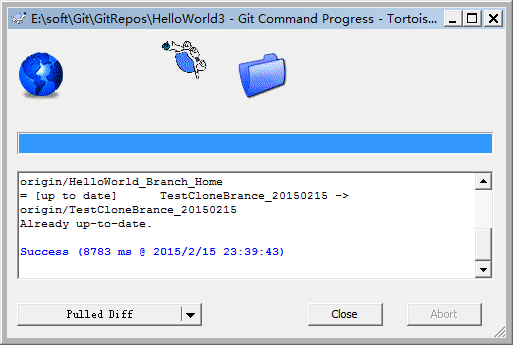 E:\soft\Git\GitRepos\HelloWorld3 - Git Command Progress - Tortois...
origin/HelloWorld_Branch_Home
= [up to date]      TestCloneBrance_20150215 ->
origin/TestCloneBrance_20150215
Already up-to-date.
Success (8783 ms @ 2015/2/15 23:39:43)
Pulled Diff
Close
Abort